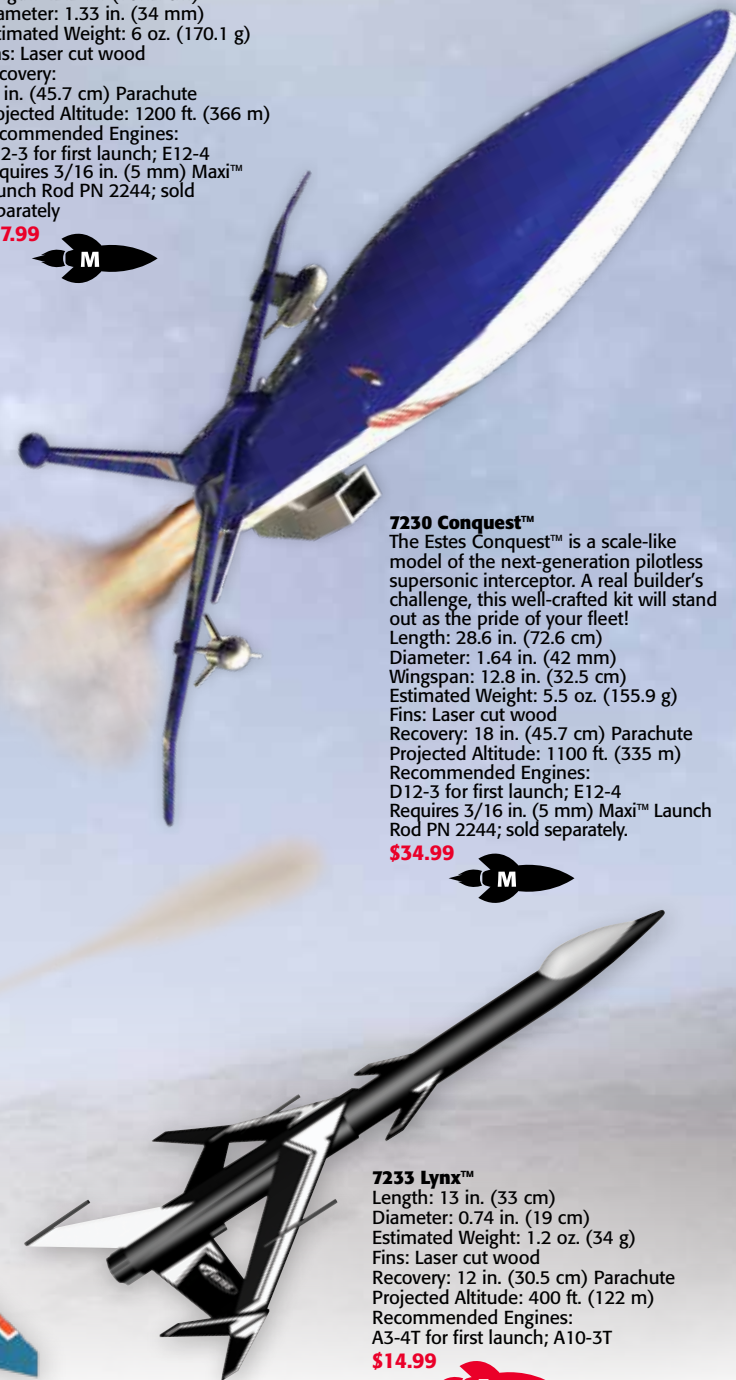 ameter: 1.33 in. (34 mm)
timated Weight: 6 oz. (170.1 g)
s: Laser cut wood
covery:
in. (45.7 cm) Parachute
ojected Altitude: 1200 ft. (366 m)
commended Engines:
2-3 for first launch; E12-4
quires 3/16 in. (5 mm) Maxi™
unch Rod PN 2244; sold
parately
7.99
M
7230 Conquest™
The Estes Conquest™ is a scale-like
model of the next-generation pilotless
supersonic interceptor. A real builder's
challenge, this well-crafted kit will stand
out as the pride of your fleet!
Length: 28.6 in. (72.6 cm)
Diameter: 1.64 in. (42 mm)
Wingspan: 12.8 in. (32.5 cm)
Estimated Weight: 5.5 oz. (155.9 g)
Fins: Laser cut wood
Recovery: 18 in. (45.7 cm) Parachute
Projected Altitude: 1100 ft. (335 m)
Recommended Engines:
D12-3 for first launch; E12-4
Requires 3/16 in. (5 mm) Maxi™ Launch
Rod PN 2244; sold separately.
$34.99
M
7233 Lynx™
Length: 13 in. (33 cm)
Diameter: 0.74 in. (19 cm)
Estimated Weight: 1.2 oz. (34 g)
Fins: Laser cut wood
Recovery: 12 in. (30.5 cm) Parachute
Projected Altitude: 400 ft. (122 m)
Recommended Engines:
A3-4T for first launch; A10-3T
$14.99